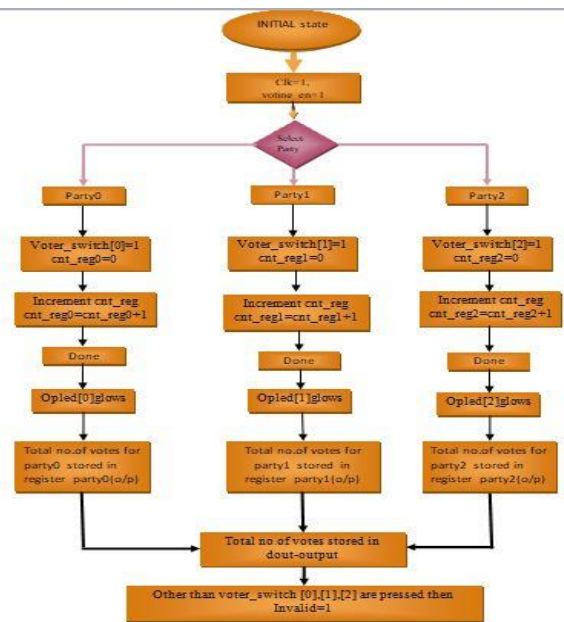 INITIAL state
Clk=1,
voting_en=1
Select
Party
Party0
Party1
Party2
Voter_switch[0]=1
cnt_reg0=0
Voter_switch[1]=1
cnt_reg1=0
Voter_switch[2]=1
cnt_reg2=0
Increment cnt_reg
cnt_reg0=cnt_reg0+1
Increment cnt_reg
cnt_reg1=cnt_reg1+1
Increment cnt_reg
cnt_reg2=cnt_reg2+1
Done
Done
Done
Opled[0]glows
Opled[1]glows
Opled[2]glows
Total no.of votes for
party0 stored in
register party0(o/p)
Total no.of votes for
party1 stored in
register party1(o/p)
Total no.of votes for
party2 stored in
register party2(o/p)
Total no.of votes stored in
dout-output
Other than voter_switch [0],[1],[2] are pressed then
Invalid=1